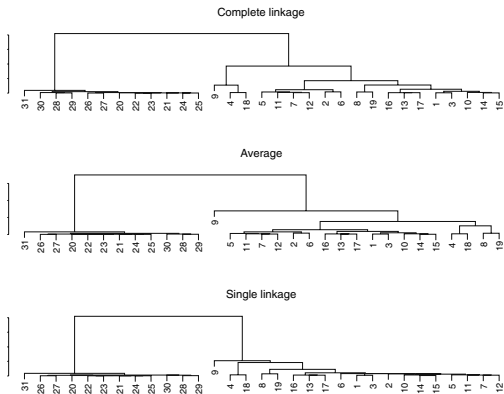 Complete linkage
31 30 28 29 26 27 20 22 23 21 24 25 9 4 18 5 11 7 12 2 6 8 19 16 13 17 1 3 10 14 15
Average
31 26 27 20 22 23 21 24 25 30 28 29 9 5 11 7 12 2 6 16 13 17 1 3 10 14 15 4 18 8 19
Single linkage
31 26 27 20 22 23 21 24 25 30 28 29 9 4 18 8 19 16 13 17 6 1 3 2 10 14 15 5 11 7 12